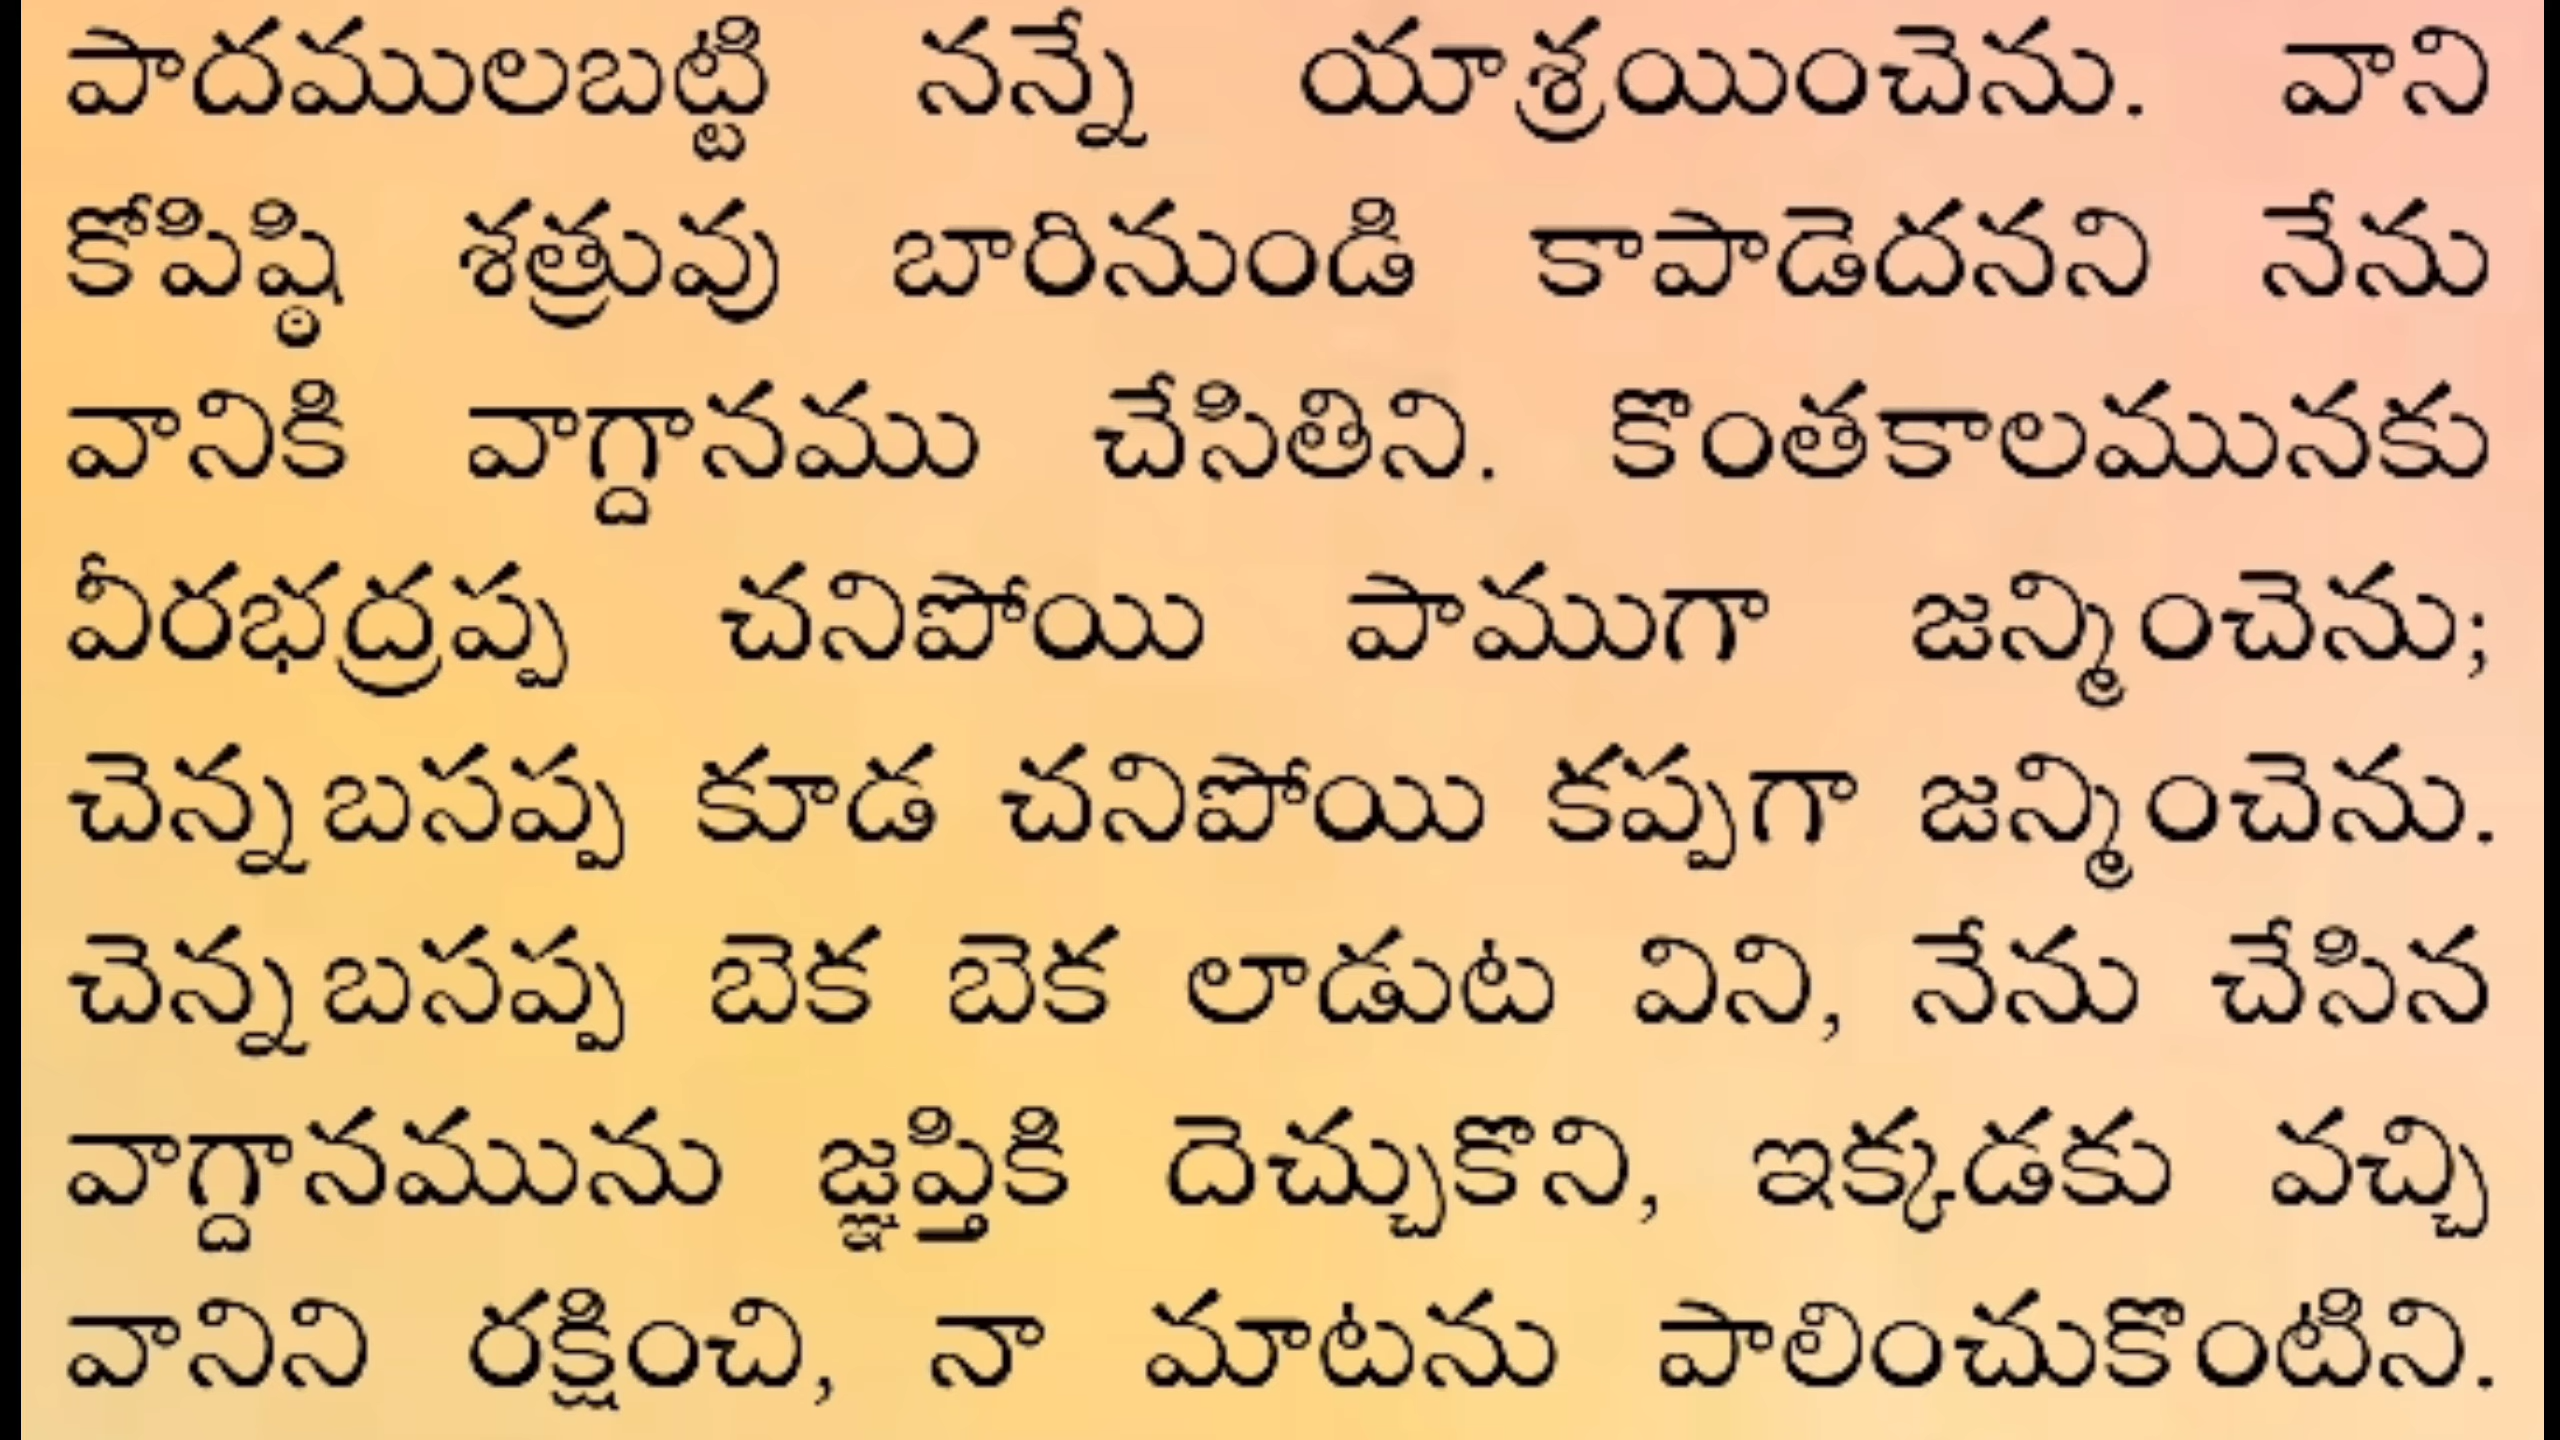 పాదములబట్టి నన్నే యాశ్రయించెను. వాని
కోపిష్ఠి శత్రువు బారినుండి కాపాడెదనని నేను
వానికి వాగ్దానము చేసితిని. కొంతకాలమునకు
వీరభద్రప్ప చనిపోయి పాముగా జన్మించెను;
చెన్నబసప్ప కూడ చనిపోయి కప్పగా జన్మించెను.
చెన్నబసప్ప బెక బెక లాడుట విని, నేను చేసిన
వాగ్దానమును జ్ఞప్తికి దెచ్చుకొని, ఇక్కడకు వచ్చి
వానిని రక్షించి, నా మాటను పాలించుకొంటిని.